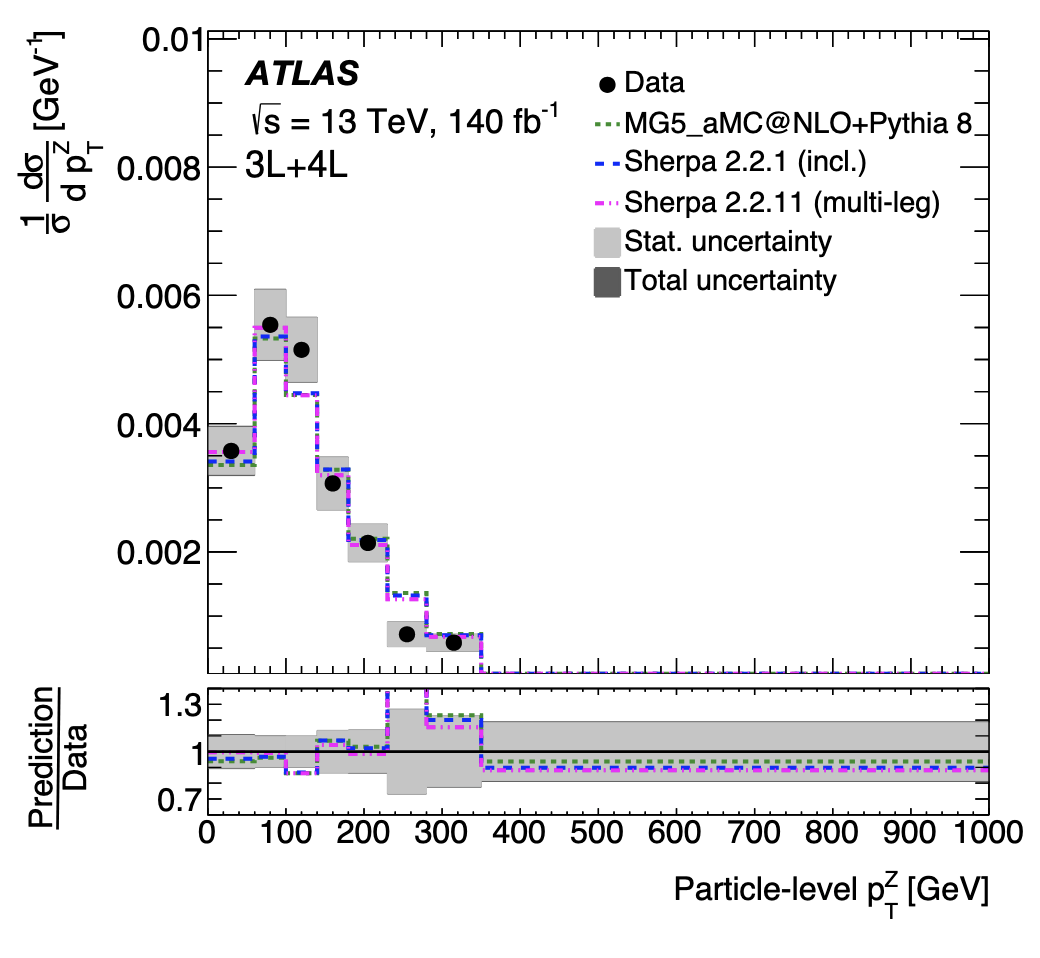 1/σ dσ/d p_T^Z [GeV^-1]
0.01
0.008
0.006
0.004
0.002
ATLAS
√s = 13 TeV, 140 fb^-1
3L+4L
Data
MG5_aMC@NLO+Pythia 8
Sherpa 2.2.1 (incl.)
Sherpa 2.2.11 (multi-leg)
Stat. uncertainty
Total uncertainty
Prediction
Data
1.3
1
0.7
0 100 200 300 400 500 600 700 800 900 1000
Particle-level p_T^Z [GeV]